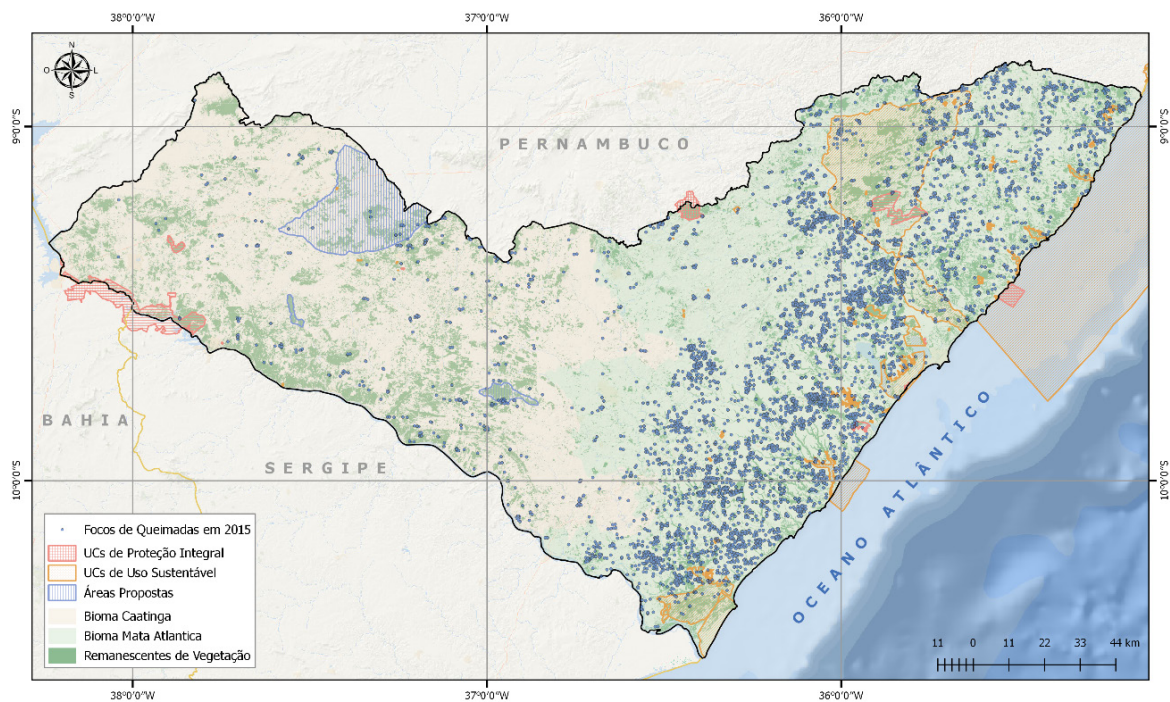 38°0'0"W
37°0'0"W
36°0'0"W
N
O
L
S
9°0'0"S
9°0'0"S
PERNAMBUCO
BAHIA
SERGIPE
10°0'0"S
10°0'0"S
OCEANO ATLÂNTICO
Focos de Queimadas em 2015
UCs de Proteção Integral
UCs de Uso Sustentável
Áreas Propostas
Bioma Caatinga
Bioma Mata Atlantica
Remanescentes de Vegetação
11 0 11 22 33 44 km
38°0'0"W
37°0'0"W
36°0'0"W